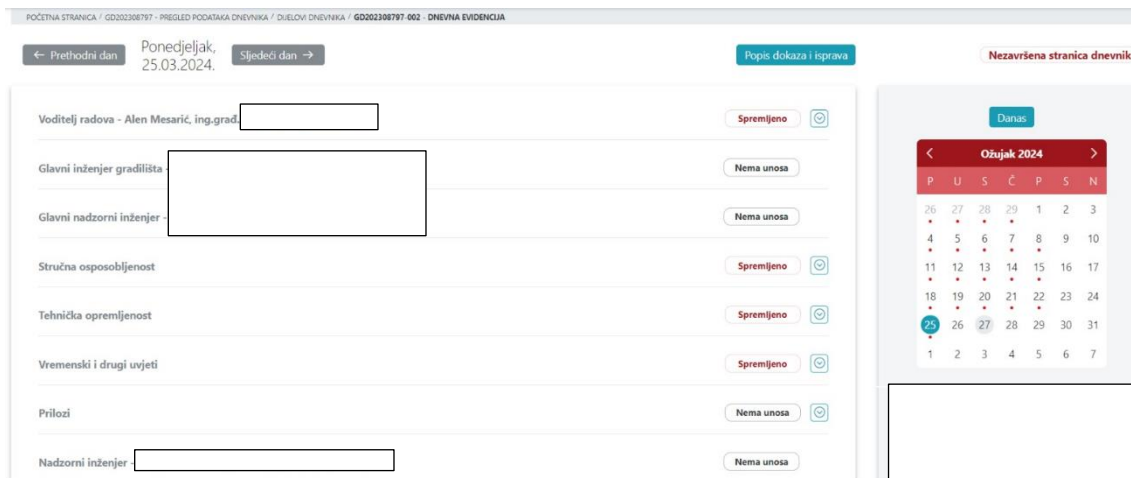 POČETNA STRANICA / GD202308797 - PREGLED PODATAKA DNEVNIKA / DIJELOVI DNEVNIKA / GD202308797-002 - DNEVNA EVIDENCIJA
← Prethodni dan
Ponedjeljak,
25.03.2024.
Sljedeći dan →
Popis dokaza i isprava
Nezavršena stranica dnevnik
Voditelj radova - Alen Mesarić, ing.građ.
Spremljeno
Glavni inženjer gradilišta -
Nema unosa
Glavni nadzorni inženjer -
Nema unosa
Stručna osposobljenost
Spremljeno
Tehnička opremljenost
Spremljeno
Vremenski i drugi uvjeti
Spremljeno
Prilozi
Nema unosa
Nadzorni inženjer -
Nema unosa
Danas
< Ožujak 2024 >
P U S Č P S N
26 27 28 29 1 2 3
4 5 6 7 8 9 10
11 12 13 14 15 16 17
18 19 20 21 22 23 24
25 26 27 28 29 30 31
1 2 3 4 5 6 7